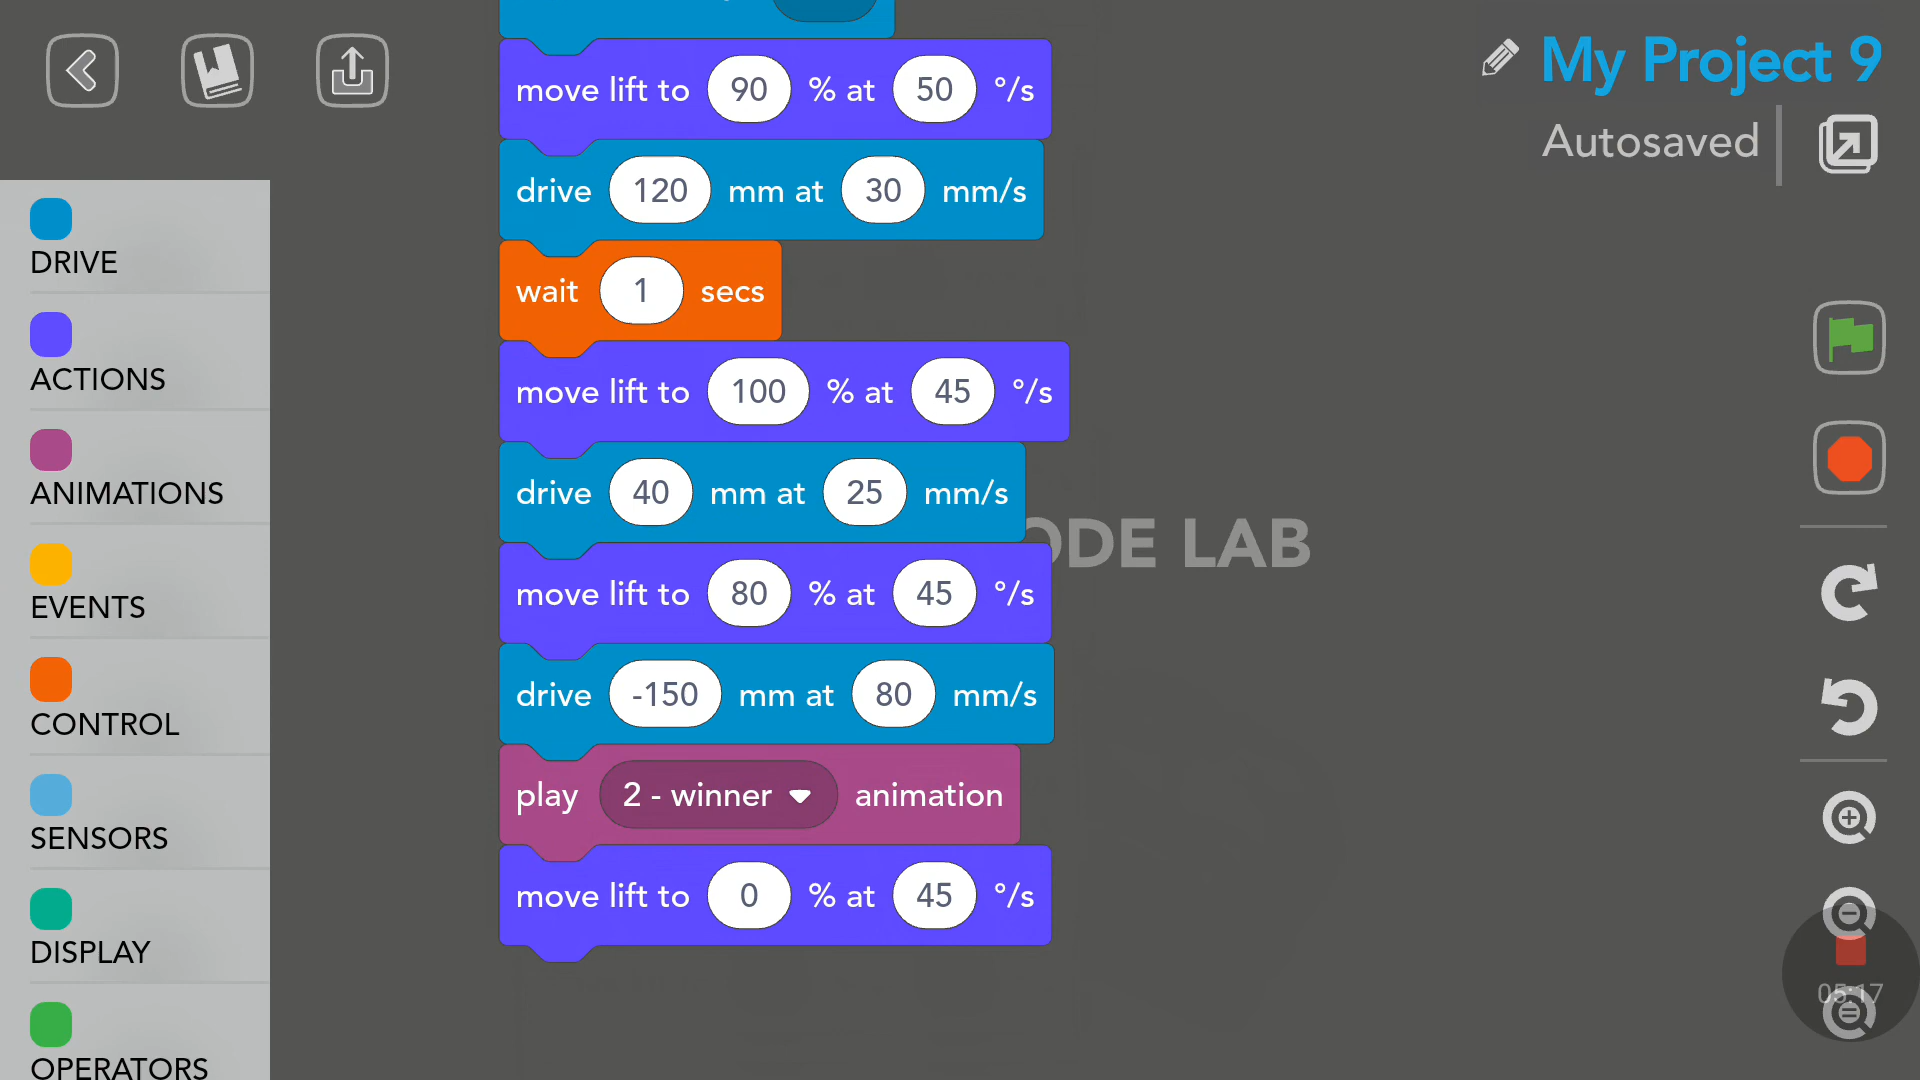 My Project 9
Autosaved
DRIVE
ACTIONS
ANIMATIONS
EVENTS
CONTROL
SENSORS
DISPLAY
OPERATORS
move lift to 90 % at 50 °/s
drive 120 mm at 30 mm/s
wait 1 secs
move lift to 100 % at 45 °/s
drive 40 mm at 25 mm/s
ODE LAB
move lift to 80 % at 45 °/s
drive -150 mm at 80 mm/s
play 2 - winner animation
move lift to 0 % at 45 °/s
05:17